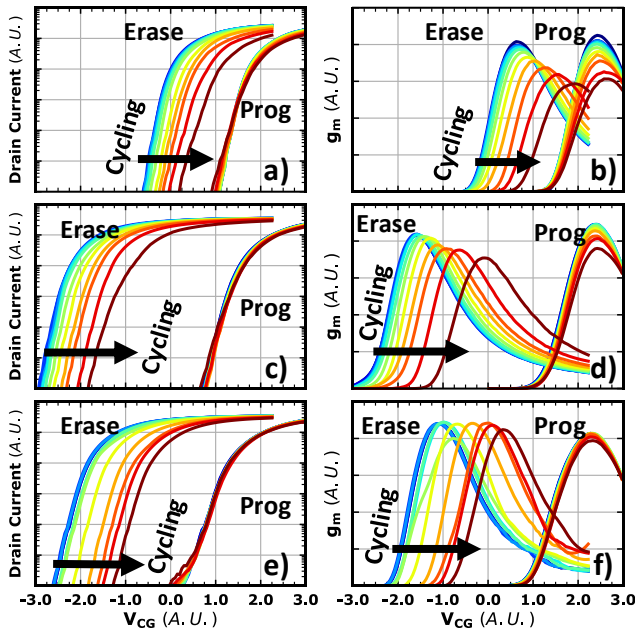 Drain Current (A. U.)
Erase
Cycling
Prog
a)
gm (A. U.)
Erase
Prog
Cycling
b)
Drain Current (A. U.)
Erase
Cycling
Prog
c)
gm (A. U.)
Erase
Prog
Cycling
d)
Drain Current (A. U.)
Erase
Cycling
Prog
e)
-3.0 -2.0 -1.0 0.0 1.0 2.0 3.0
VCG (A. U.)
gm (A. U.)
Erase
Prog
Cycling
f)
-2.0 -1.0 0.0 1.0 2.0 3.0
VCG (A. U.)